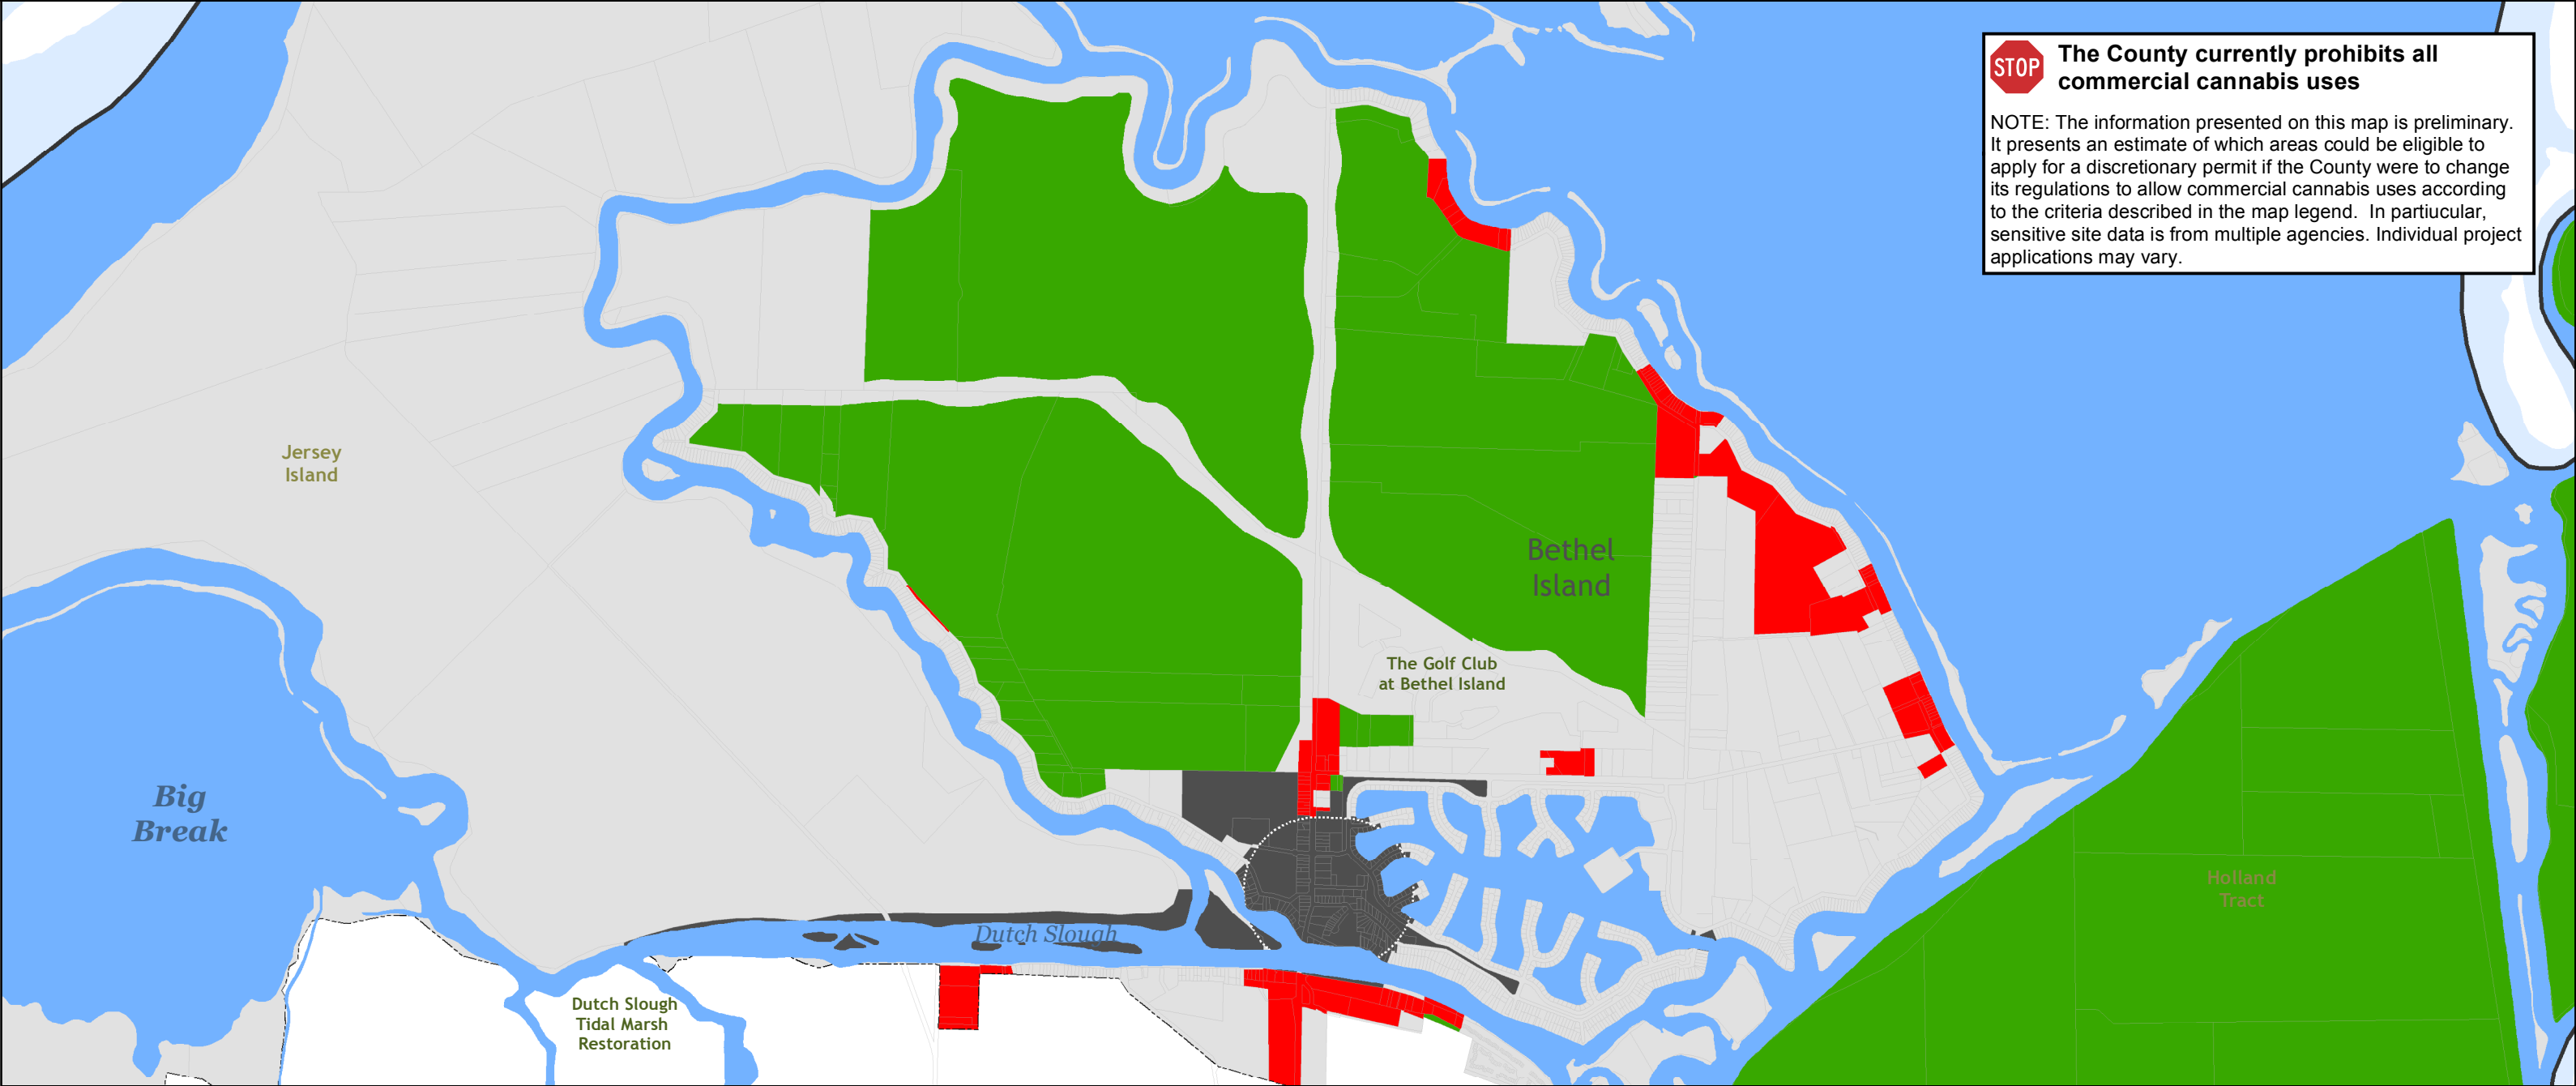 STOP
The County currently prohibits all
commercial cannabis uses
NOTE: The information presented on this map is preliminary.
It presents an estimate of which areas could be eligible to
apply for a discretionary permit if the County were to change
its regulations to allow commercial cannabis uses according
to the criteria described in the map legend.  In partiucular,
sensitive site data is from multiple agencies. Individual project
applications may vary.
Jersey
Island
Bethel
Island
The Golf Club
at Bethel Island
Big
Break
Holland
Tract
Dutch Slough
Dutch Slough
Tidal Marsh
Restoration